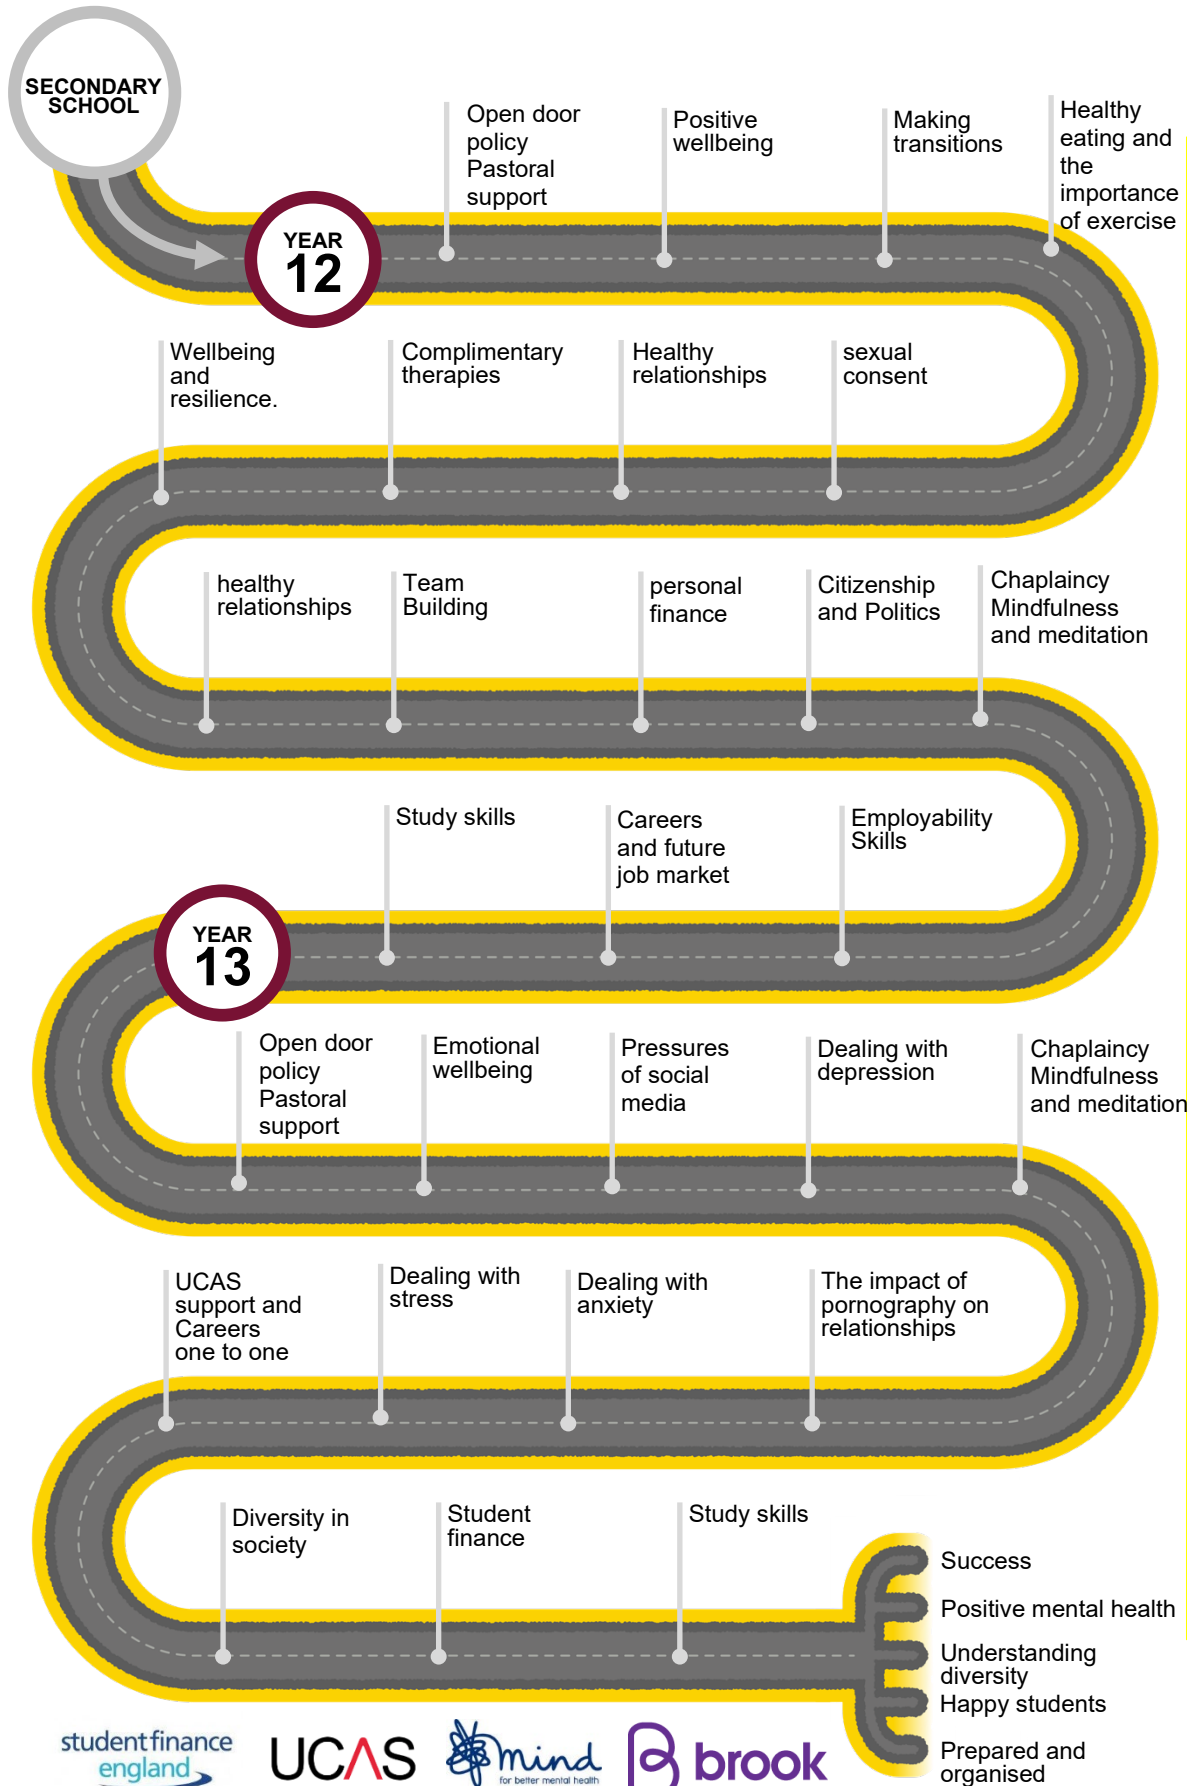 SECONDARY
SCHOOL
Open door
policy
Pastoral
support
Positive
wellbeing
Making
transitions
Healthy
eating and
the
importance
of exercise
YEAR
12
Wellbeing
and
resilience.
Complimentary
therapies
Healthy
relationships
sexual
consent
healthy
relationships
Team
Building
personal
finance
Citizenship
and Politics
Chaplaincy
Mindfulness
and meditation
Study skills
Careers
and future
job market
Employability
Skills
YEAR
13
Open door
policy
Pastoral
support
Emotional
wellbeing
Pressures
of social
media
Dealing with
depression
Chaplaincy
Mindfulness
and meditation
UCAS
support and
Careers
one to one
Dealing with
stress
Dealing with
anxiety
The impact of
pornography on
relationships
Diversity in
society
Student
finance
Study skills
Success
Positive mental health
Understanding
diversity
Happy students
Prepared and
organised
student finance
england
UCAS
mind
for better mental health
brook